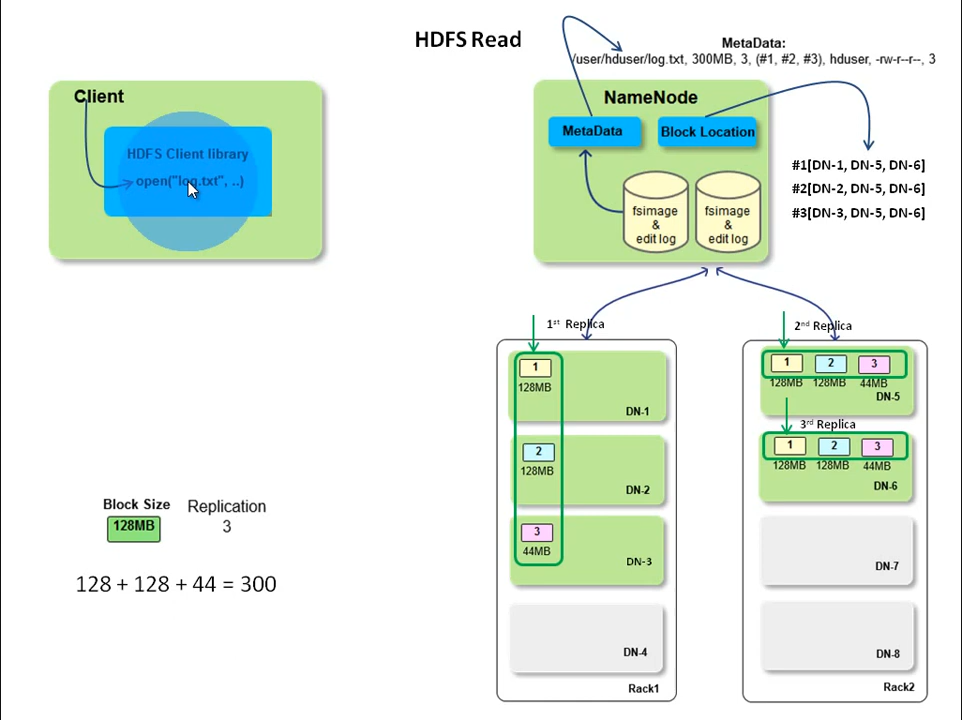 HDFS Read
MetaData:
/user/hduser/log.txt, 300MB, 3, (#1, #2, #3), hduser, -rw-r--r--, 3
Client
HDFS Client library
open("log.txt", ..)
NameNode
MetaData
Block Location
fsimage
&
edit log
fsimage
&
edit log
#1[DN-1, DN-5, DN-6]
#2[DN-2, DN-5, DN-6]
#3[DN-3, DN-5, DN-6]
1st Replica
1
128MB
DN-1
2
128MB
DN-2
3
44MB
DN-3
DN-4
Rack1
2nd Replica
1 2 3
128MB 128MB 44MB
DN-5
3rd Replica
1 2 3
128MB 128MB 44MB
DN-6
DN-7
DN-8
Rack2
Block Size
128MB
Replication
3
128 + 128 + 44 = 300